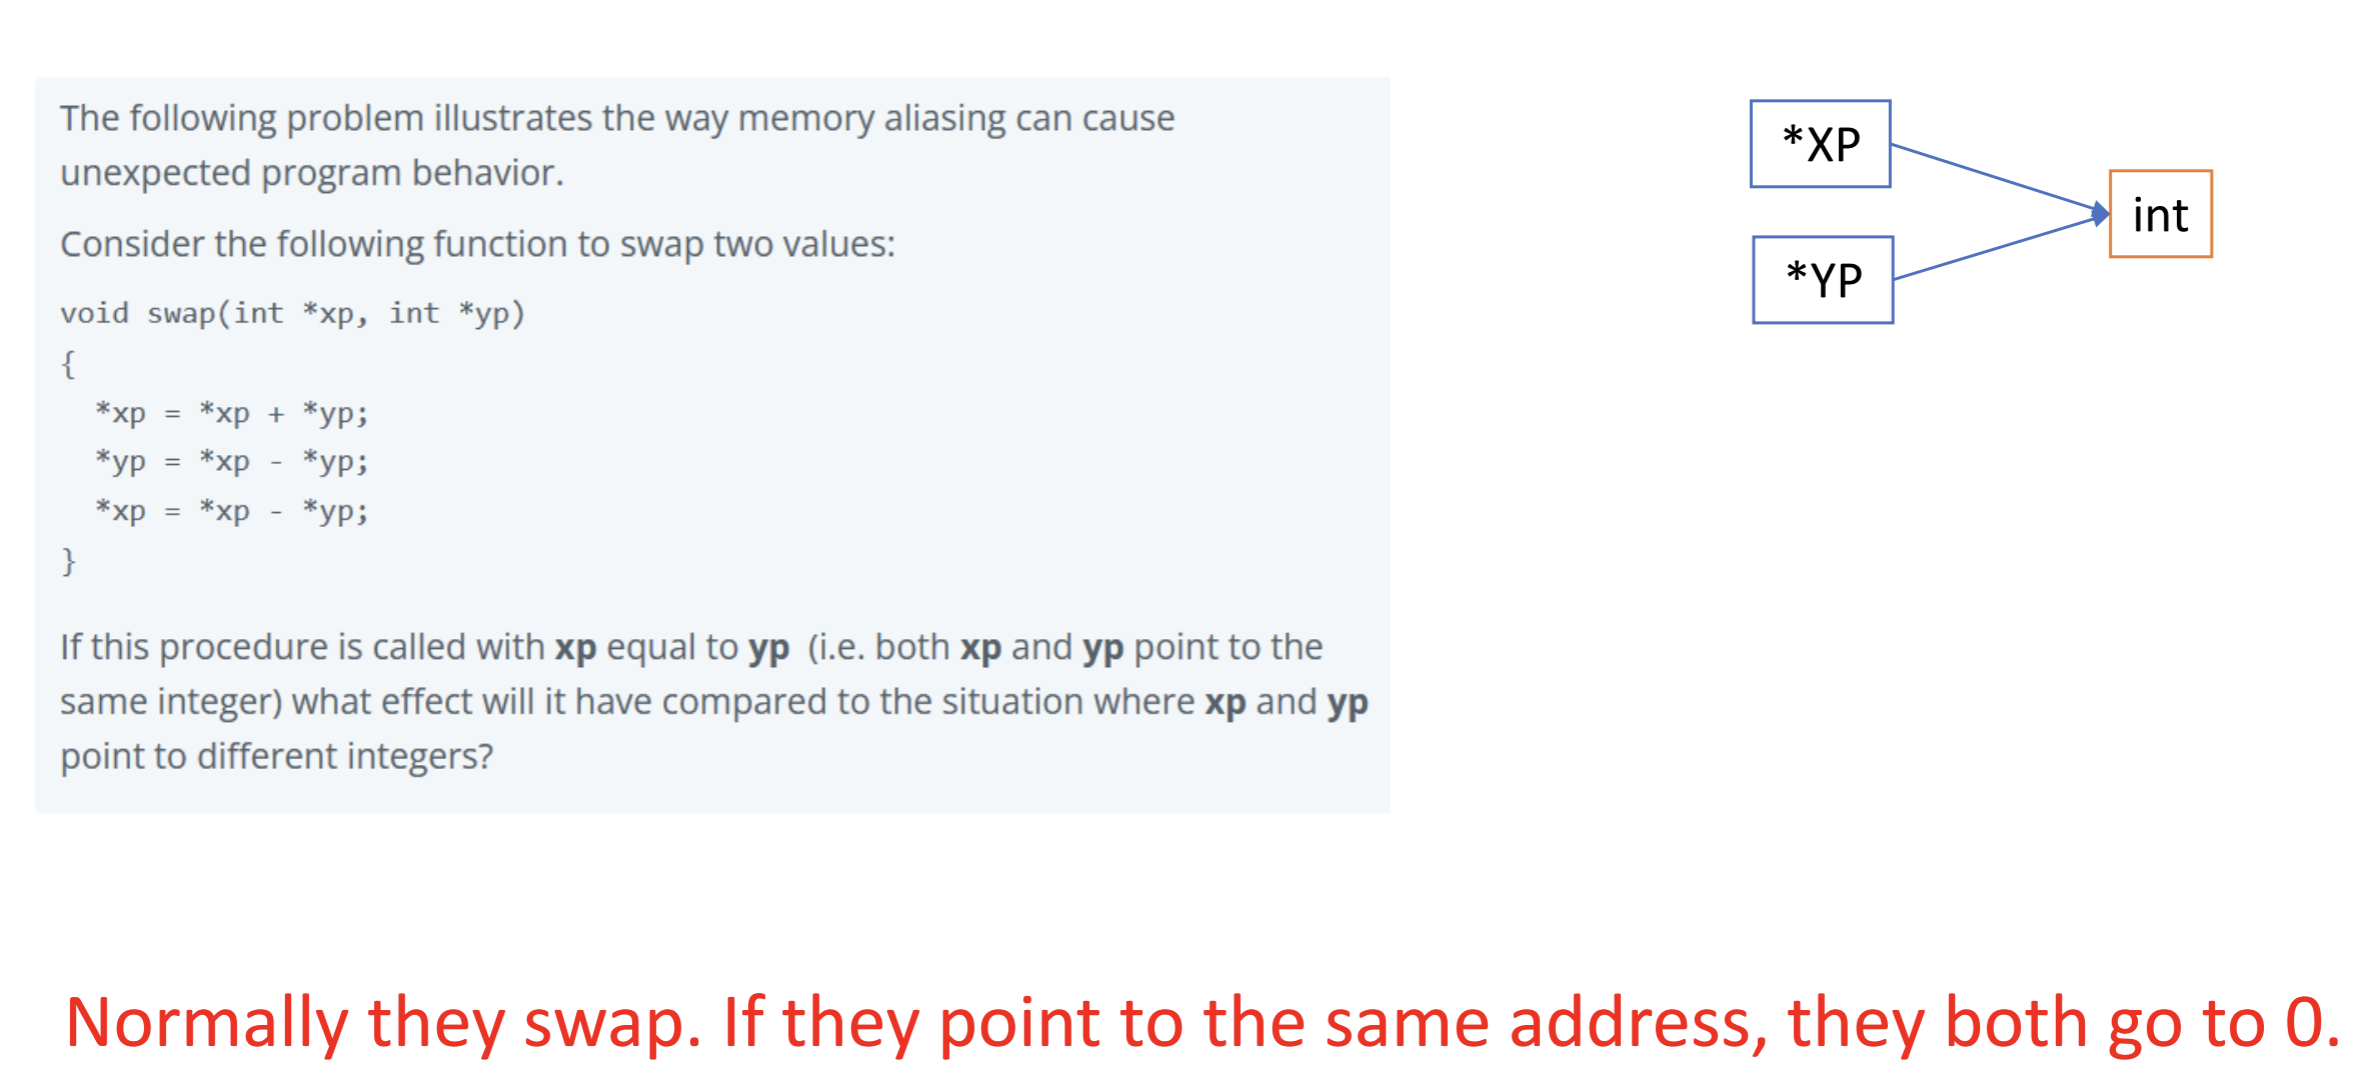 The following problem illustrates the way memory aliasing can cause
unexpected program behavior.
Consider the following function to swap two values:
void swap(int *xp, int *yp)
{
  *xp = *xp + *yp;
  *yp = *xp - *yp;
  *xp = *xp - *yp;
}
If this procedure is called with xp equal to yp (i.e. both xp and yp point to the
same integer) what effect will it have compared to the situation where xp and yp
point to different integers?
*XP
*YP
int
Normally they swap. If they point to the same address, they both go to 0.